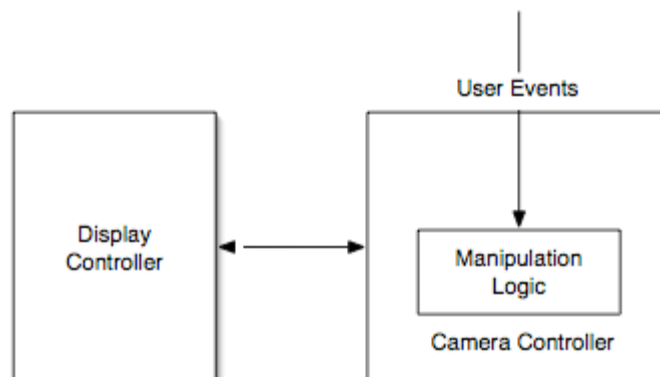 User Events
Display
Controller
Manipulation
Logic
Camera Controller